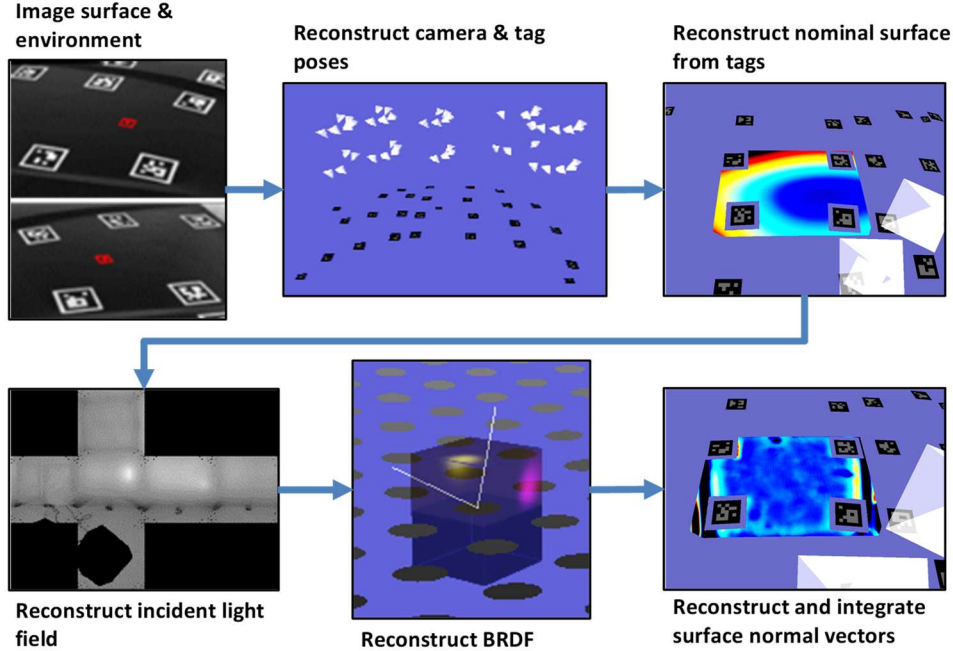 Image surface &
environment
Reconstruct camera & tag
poses
Reconstruct nominal surface
from tags
Reconstruct incident light
field
Reconstruct BRDF
Reconstruct and integrate
surface normal vectors